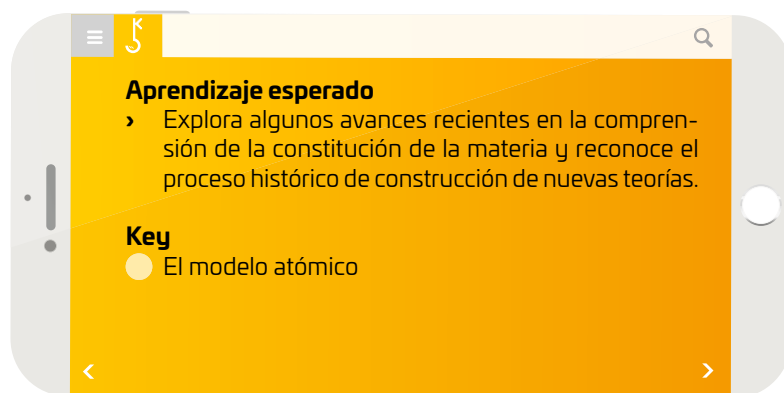 Aprendizaje esperado
› Explora algunos avances recientes en la compren-
sión de la constitución de la materia y reconoce el
proceso histórico de construcción de nuevas teorías.
Key
El modelo atómico